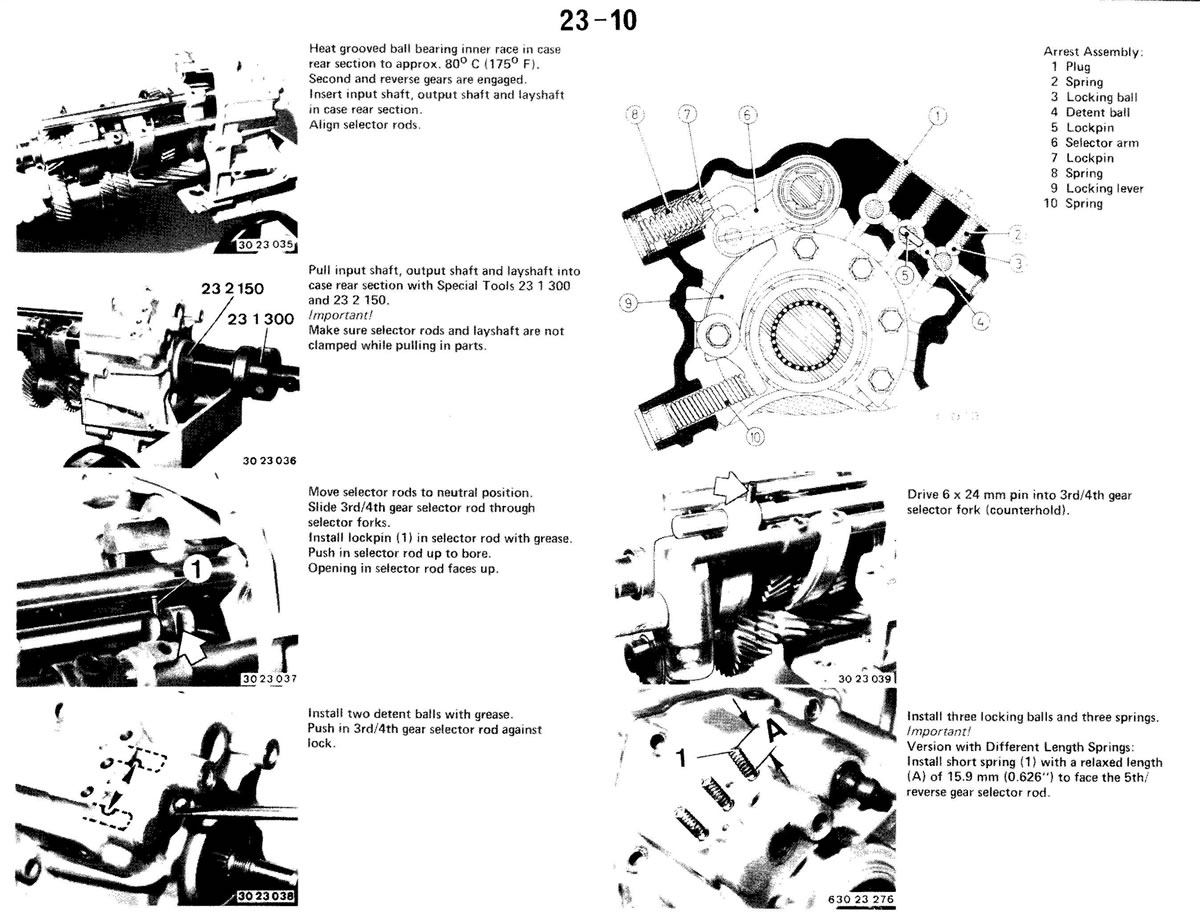 23-10
Heat grooved ball bearing inner race in case
rear section to approx. 80⁰ C (175⁰ F).
Second and reverse gears are engaged.
Insert input shaft, output shaft and layshaft
in case rear section.
Align selector rods.
30 23 035
Pull input shaft, output shaft and layshaft into
case rear section with Special Tools 23 1 300
and 23 2 150.
Important!
Make sure selector rods and layshaft are not
clamped while pulling in parts.
23 2 150
23 1 300
30 23 036
Move selector rods to neutral position.
Slide 3rd/4th gear selector rod through
selector forks.
Install lockpin (1) in selector rod with grease.
Push in selector rod up to bore.
Opening in selector rod faces up.
1
30 23 037
Install two detent balls with grease.
Push in 3rd/4th gear selector rod against
lock.
30 23 038
Arrest Assembly:
1 Plug
2 Spring
3 Locking ball
4 Detent ball
5 Lockpin
6 Selector arm
7 Lockpin
8 Spring
9 Locking lever
10 Spring
8
7
6
1
2
3
5
4
9
10
Drive 6 x 24 mm pin into 3rd/4th gear
selector fork (counterhold).
30 23 039
Install three locking balls and three springs.
Important!
Version with Different Length Springs:
Install short spring (1) with a relaxed length
(A) of 15.9 mm (0.626") to face the 5th/
reverse gear selector rod.
1
A
630 23 276